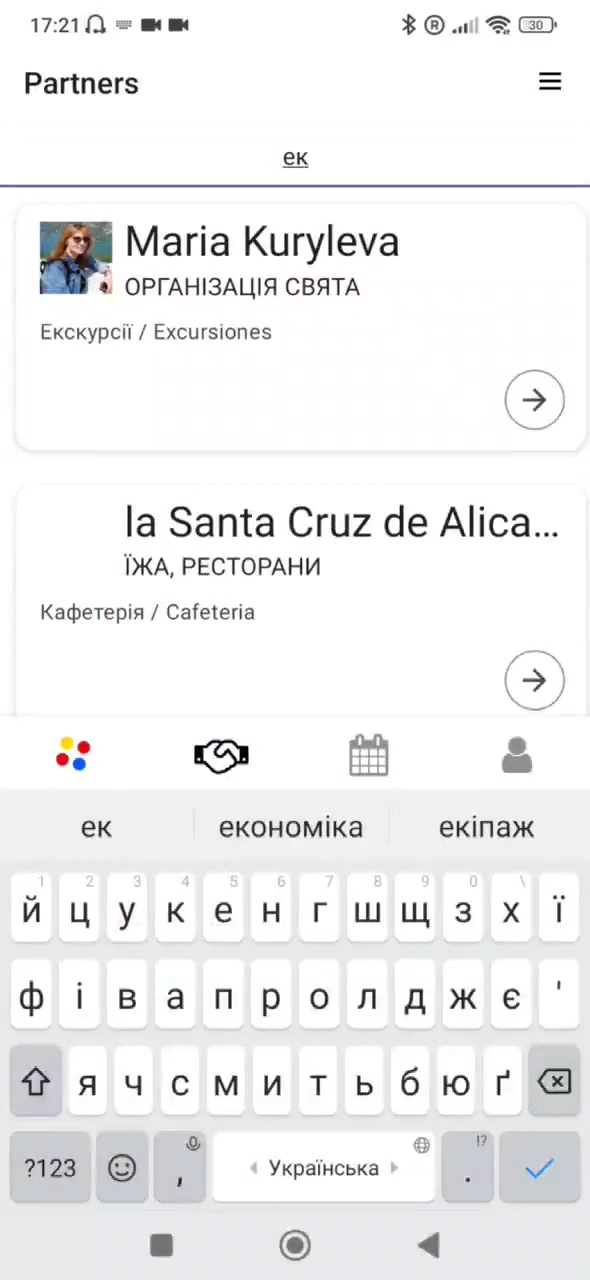 17:21 30
Partners
ек
Maria Kuryleva
ОРГАНІЗАЦІЯ СВЯТА
Екскурсії / Excursiones
la Santa Cruz de Alica...
ЇЖА, РЕСТОРАНИ
Кафетерія / Cafeteria
ек економіка екіпаж
1 2 3 4 5 6 7 8 9 0 \
й ц у к е н г ш щ з х ї
ф і в а п р о л д ж є '
я ч с м и т ь б ю ґ
!?
?123 , Українська .